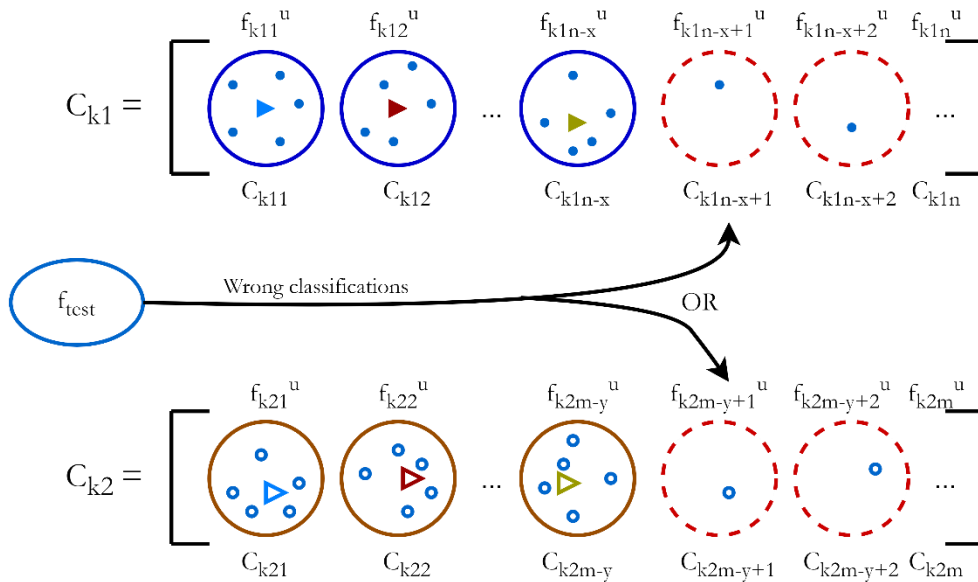 f_k11^u f_k12^u f_k1n-x^u f_k1n-x+1^u f_k1n-x+2^u f_k1n^u
C_k1 = ... ...
C_k11 C_k12 C_k1n-x C_k1n-x+1 C_k1n-x+2 C_k1n
Wrong classifications
f_test OR
f_k21^u f_k22^u f_k2m-y^u f_k2m-y+1^u f_k2m-y+2^u f_k2m^u
... 
C_k2 = ...
C_k21 C_k22 C_k2m-y C_k2m-y+1 C_k2m-y+2 C_k2m